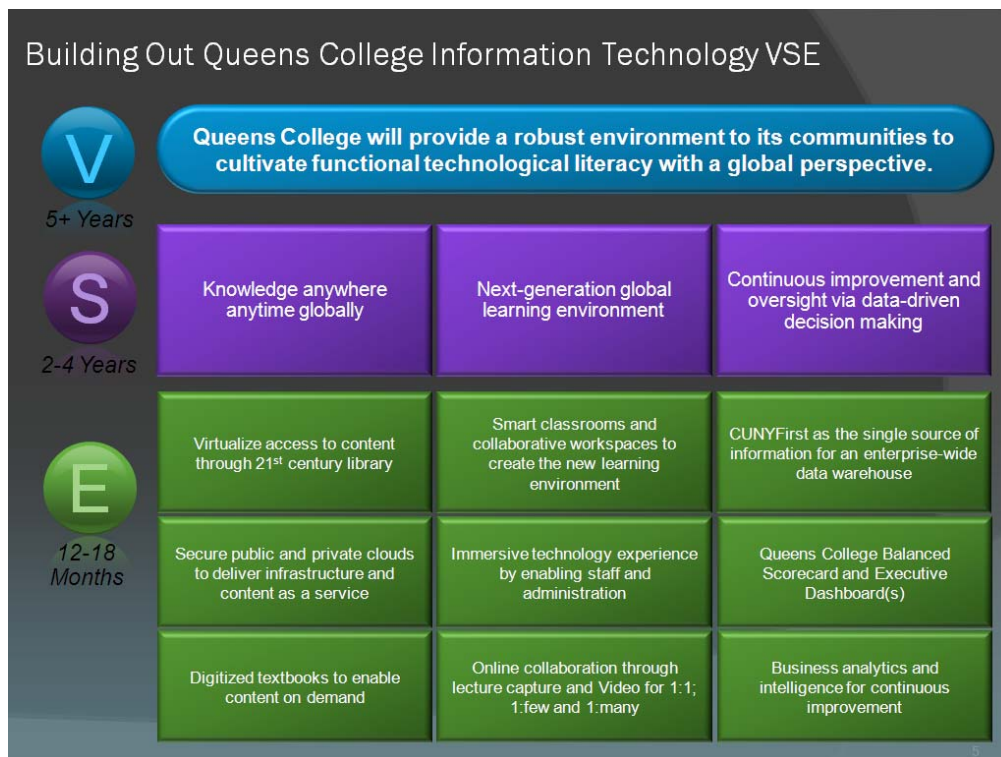 Building Out Queens College Information Technology VSE
V
5+ Years
Queens College will provide a robust environment to its communities to
cultivate functional technological literacy with a global perspective.
S
2-4 Years
Knowledge anywhere
anytime globally
Next-generation global
learning environment
Continuous improvement and
oversight via data-driven
decision making
E
12-18
Months
Virtualize access to content
through 21st century library
Smart classrooms and
collaborative workspaces to
create the new learning
environment
CUNYFirst as the single source of
information for an enterprise-wide
data warehouse
Secure public and private clouds
to deliver infrastructure and
content as a service
Immersive technology experience
by enabling staff and
administration
Queens College Balanced
Scorecard and Executive
Dashboard(s)
Digitized textbooks to enable
content on demand
Online collaboration through
lecture capture and Video for 1:1;
1:few and 1:many
Business analytics and
intelligence for continuous
improvement
5